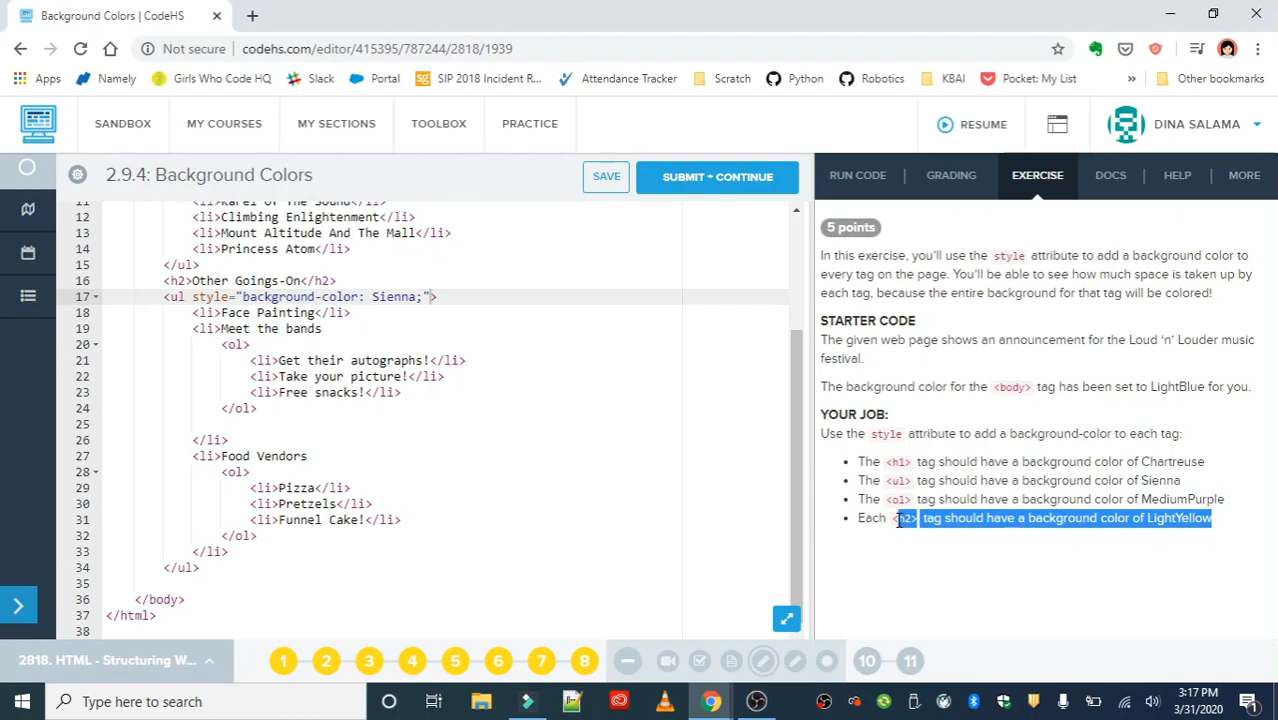 Background Colors | CodeHS
Not secure | codehs.com/editor/415395/787244/2818/1939
Apps Namely Girls Who Code HQ Slack Portal SIP 2018 Incident R... Attendance Tracker Scratch Python Robotics KBAI Pocket: My List » Other bookmarks
SANDBOX MY COURSES MY SECTIONS TOOLBOX PRACTICE RESUME DINA SALAMA
2.9.4: Background Colors SAVE SUBMIT + CONTINUE RUN CODE GRADING EXERCISE DOCS HELP MORE
11 <li>Karel Of The Sound</li>
12 <li>Climbing Enlightenment</li>
13 <li>Mount Altitude And The Mall</li>
14 <li>Princess Atom</li>
15 </ul>
16 <h2>Other Goings-On</h2>
17 <ul style="background-color: Sienna;">
18 <li>Face Painting</li>
19 <li>Meet the bands
20 <ol>
21 <li>Get their autographs!</li>
22 <li>Take your picture!</li>
23 <li>Free snacks!</li>
24 </ol>
25
26 </li>
27 <li>Food Vendors
28 <ol>
29 <li>Pizza</li>
30 <li>Pretzels</li>
31 <li>Funnel Cake!</li>
32 </ol>
33 </li>
34 </ul>
35
36 </body>
37 </html>
38
5 points
In this exercise, you'll use the style attribute to add a background color to
every tag on the page. You'll be able to see how much space is taken up by
each tag, because the entire background for that tag will be colored!
STARTER CODE
The given web page shows an announcement for the Loud 'n' Louder music
festival.
The background color for the <body> tag has been set to LightBlue for you.
YOUR JOB:
Use the style attribute to add a background-color to each tag:
• The <h1> tag should have a background color of Chartreuse
• The <ul> tag should have a background color of Sienna
• The <ol> tag should have a background color of MediumPurple
• Each <h2> tag should have a background color of LightYellow
2818. HTML - Structuring W... 1 2 3 4 5 6 7 8 10 11
Type here to search
3:17 PM
3/31/2020